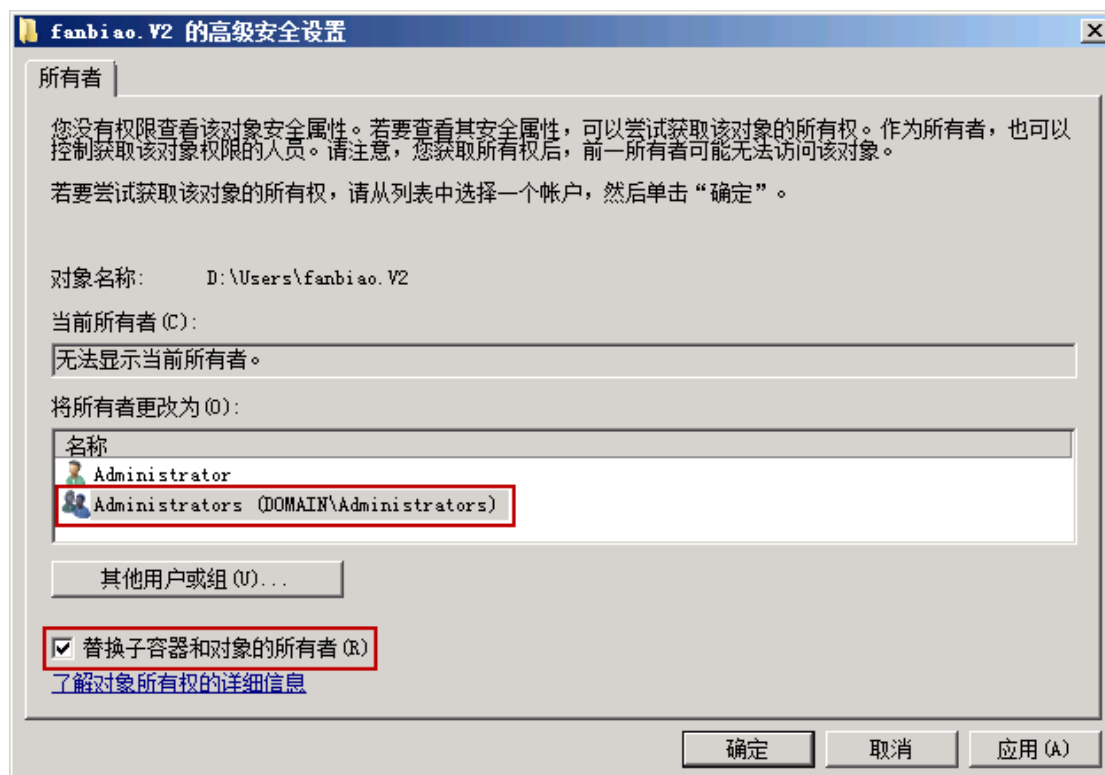 fanbiao.V2 的高级安全设置
所有者
您没有权限查看该对象安全属性。若要查看其安全属性，可以尝试获取该对象的所有权。作为所有者，也可以
控制获取该对象权限的人员。请注意，您获取所有权后，前一所有者可能无法访问该对象。
若要尝试获取该对象的所有权，请从列表中选择一个帐户，然后单击“确定”。
对象名称: D:\Users\fanbiao.V2
当前所有者(C):
无法显示当前所有者。
将所有者更改为(O):
名称
Administrator
Administrators (DOMAIN\Administrators)
其他用户或组(U)...
替换子容器和对象的所有者(R)
了解对象所有权的详细信息
确定 取消 应用(A)